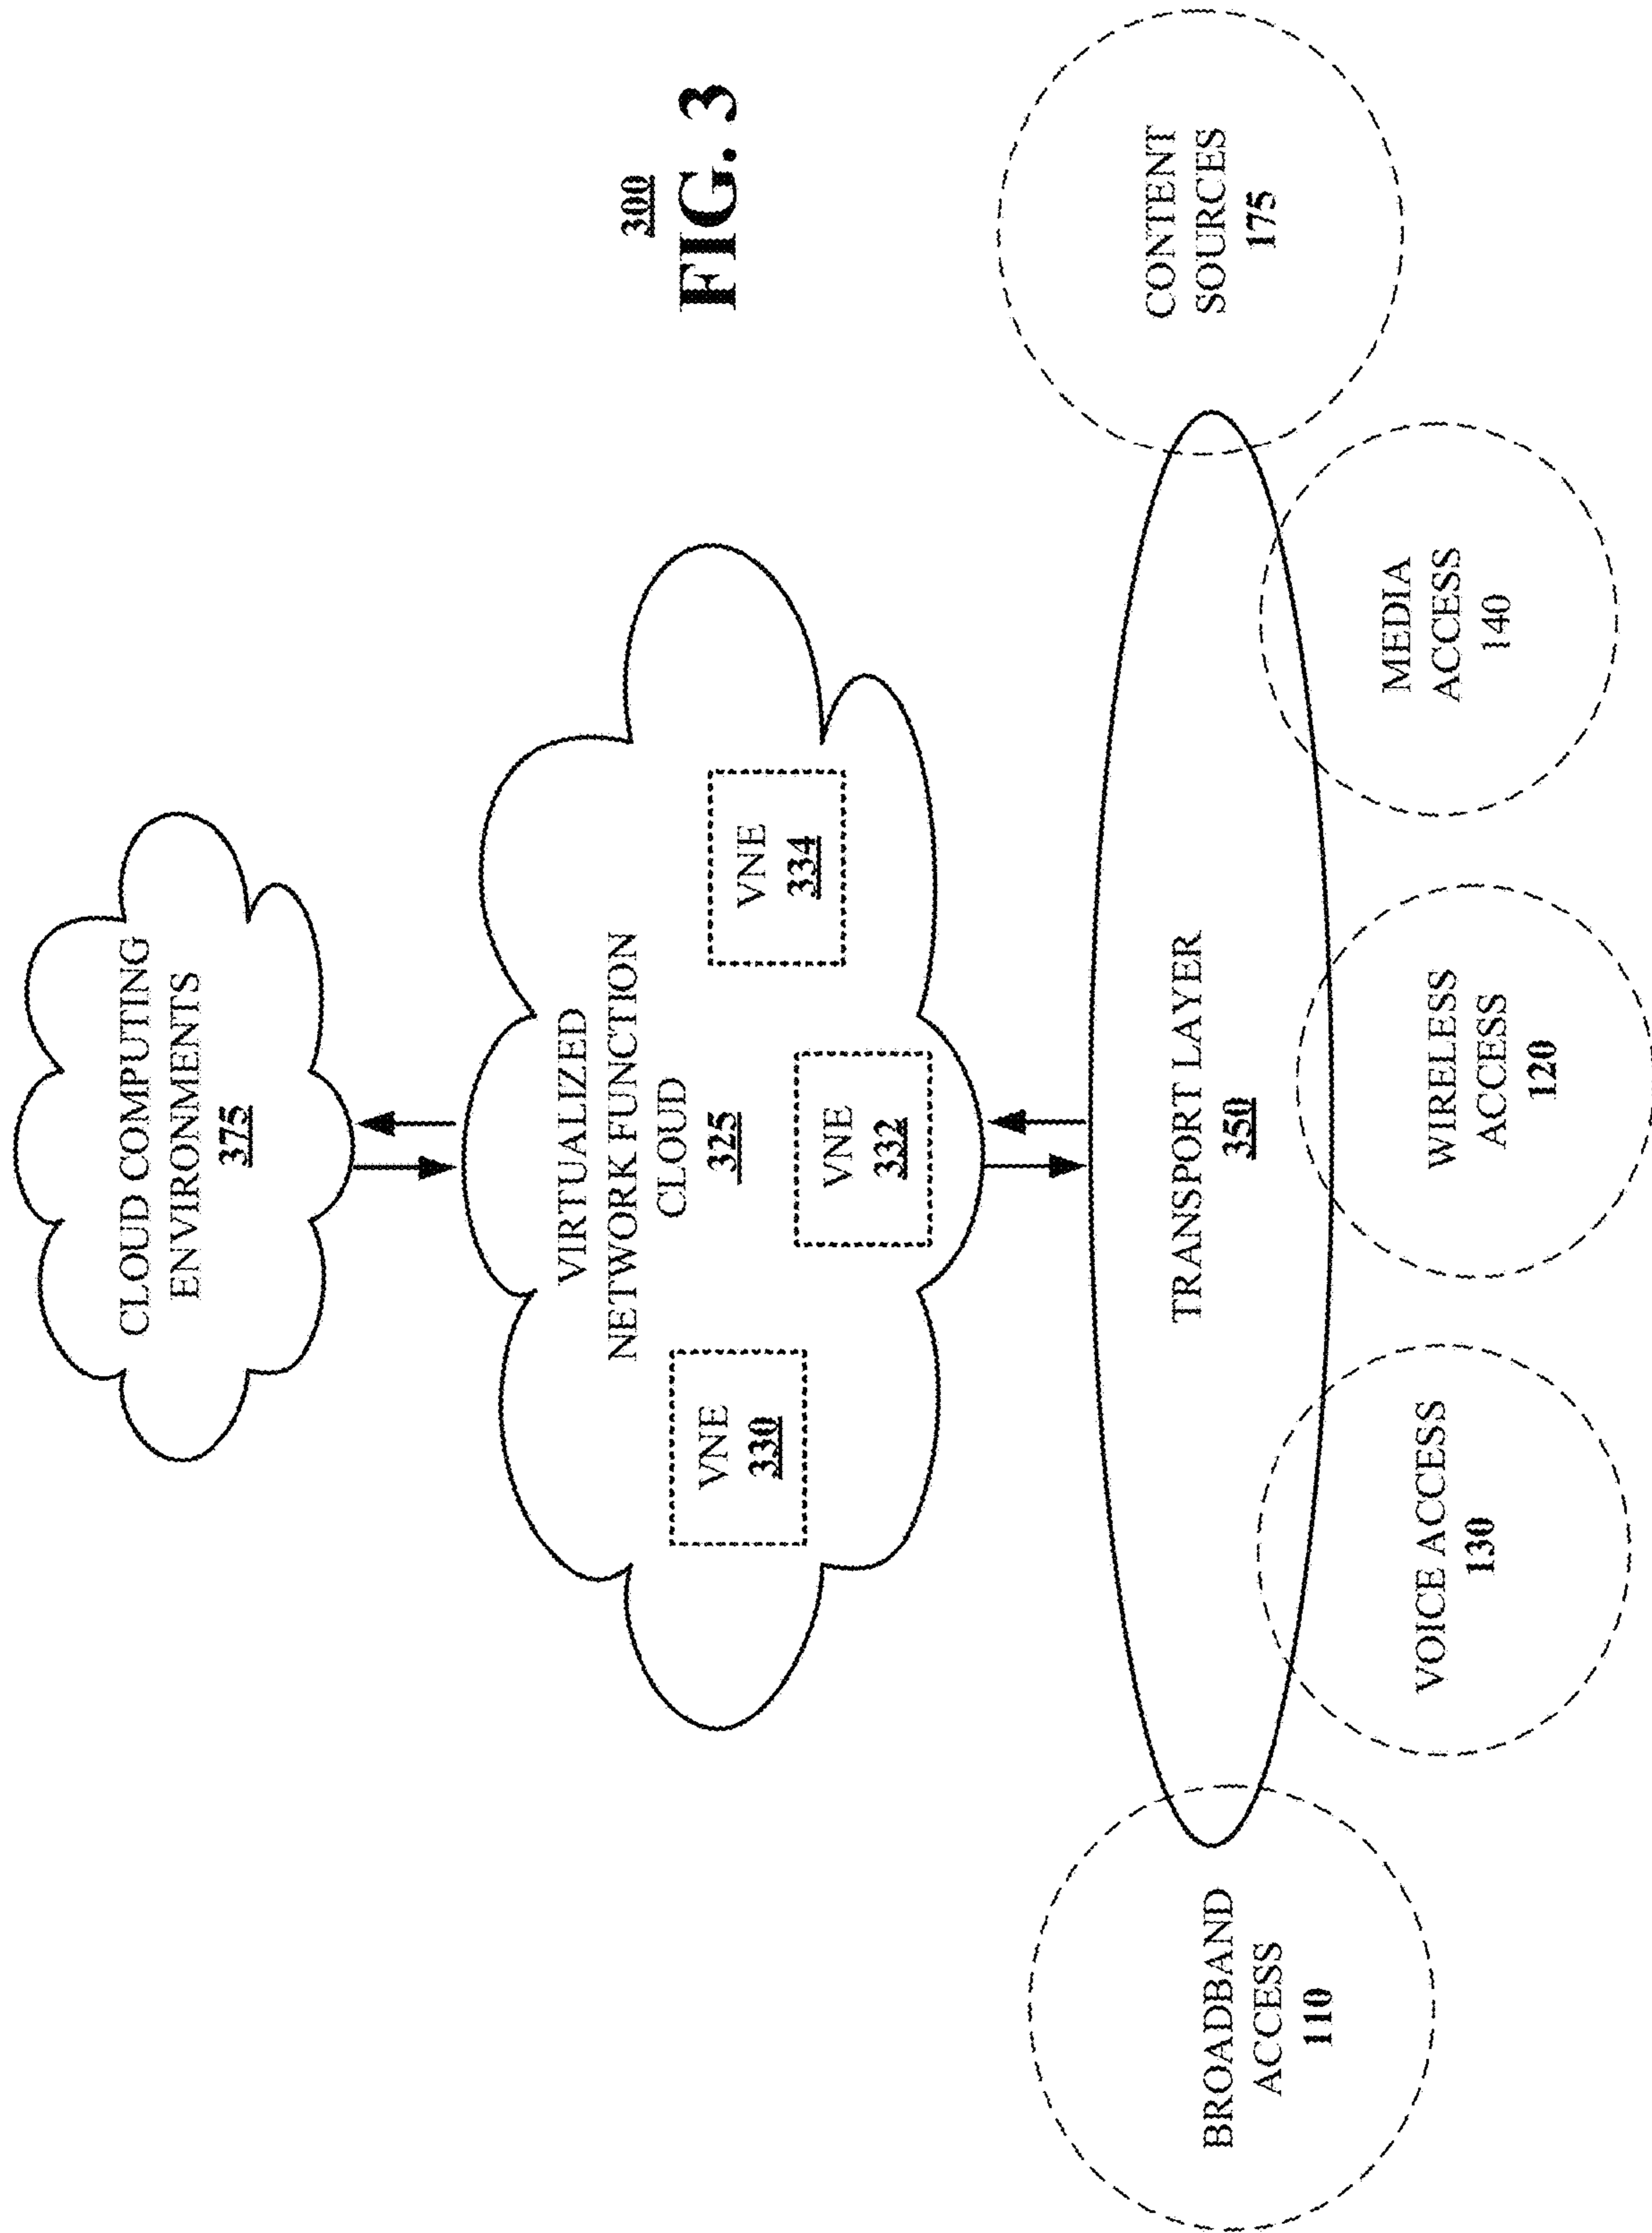 CLOUD COMPUTING
ENVIRONMENTS
375
VIRTUALIZED
NETWORK FUNCTION
CLOUD
325
VNE
330
VNE
332
VNE
334
300
FIG. 3
TRANSPORT LAYER
350
BROADBAND
ACCESS
110
VOICE ACCESS
130
WIRELESS
ACCESS
120
MEDIA
ACCESS
140
CONTENT
SOURCES
175